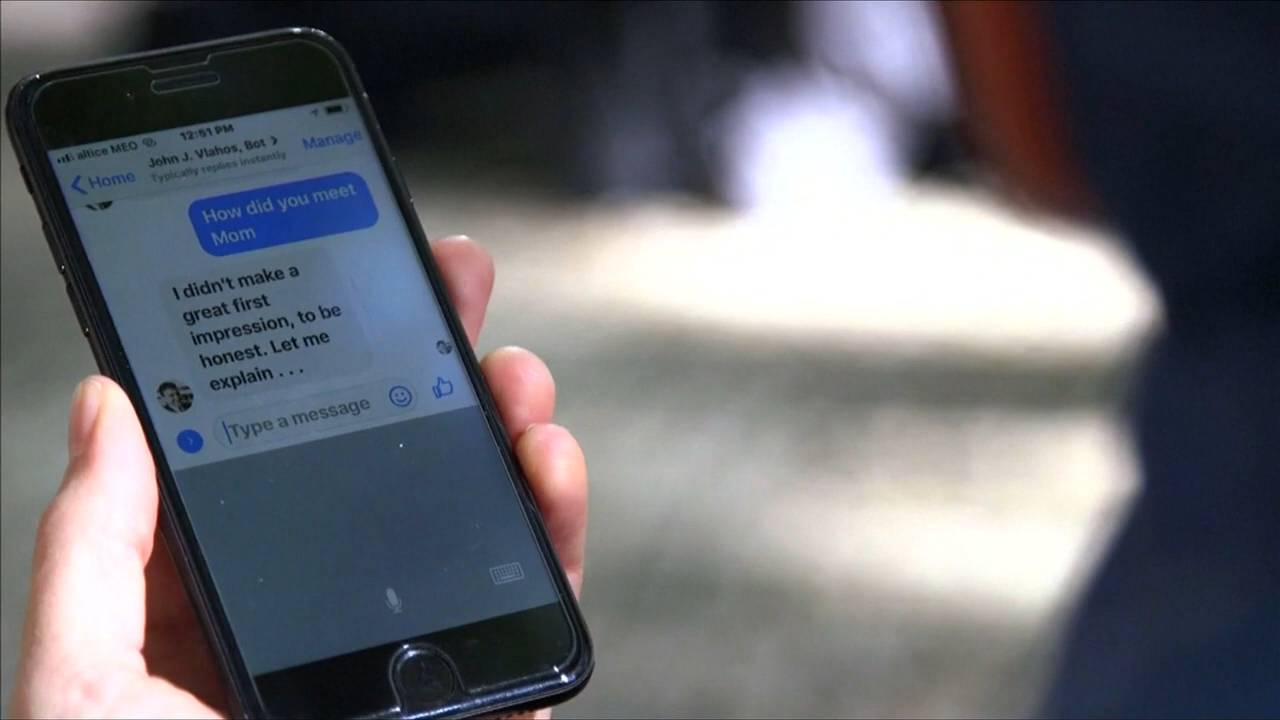 altice MEO 12:51 PM
Home John J. Vlahos, Bot > Manage
Typically replies instantly
How did you meet
Mom
I didn't make a
great first
impression, to be
honest. Let me
explain . . .
Type a message